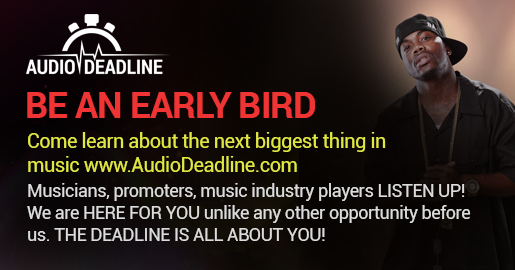 AUDIO DEADLINE
BE AN EARLY BIRD
Come learn about the next biggest thing in
music www.AudioDeadline.com
Musicians, promoters, music industry players LISTEN UP!
We are HERE FOR YOU unlike any other opportunity before
us. THE DEADLINE IS ALL ABOUT YOU!